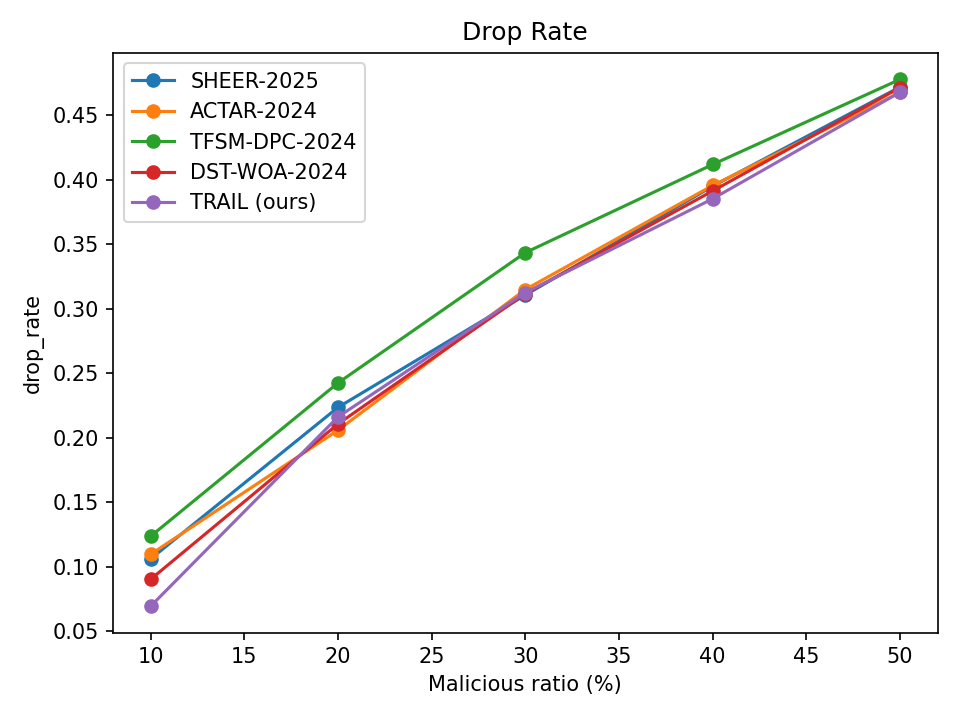 Drop Rate
SHEER-2025
ACTAR-2024
TFSM-DPC-2024
DST-WOA-2024
TRAIL (ours)
drop_rate
0.45
0.40
0.35
0.30
0.25
0.20
0.15
0.10
0.05
10 15 20 25 30 35 40 45 50
Malicious ratio (%)